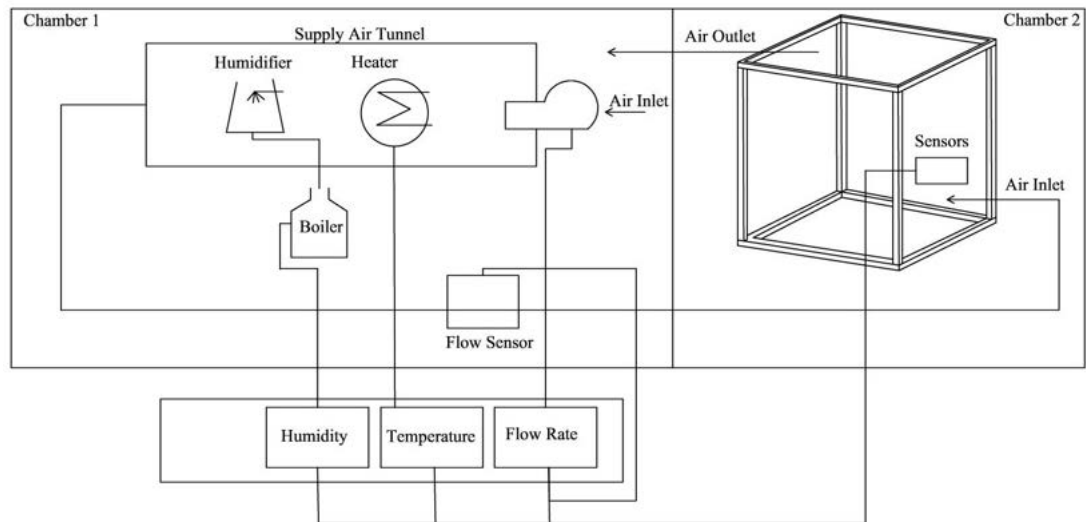 Chamber 1
Chamber 2
Supply Air Tunnel
Air Outlet
Humidifier
Heater
Air Inlet
Sensors
Air Inlet
Boiler
Flow Sensor
Humidity
Temperature
Flow Rate